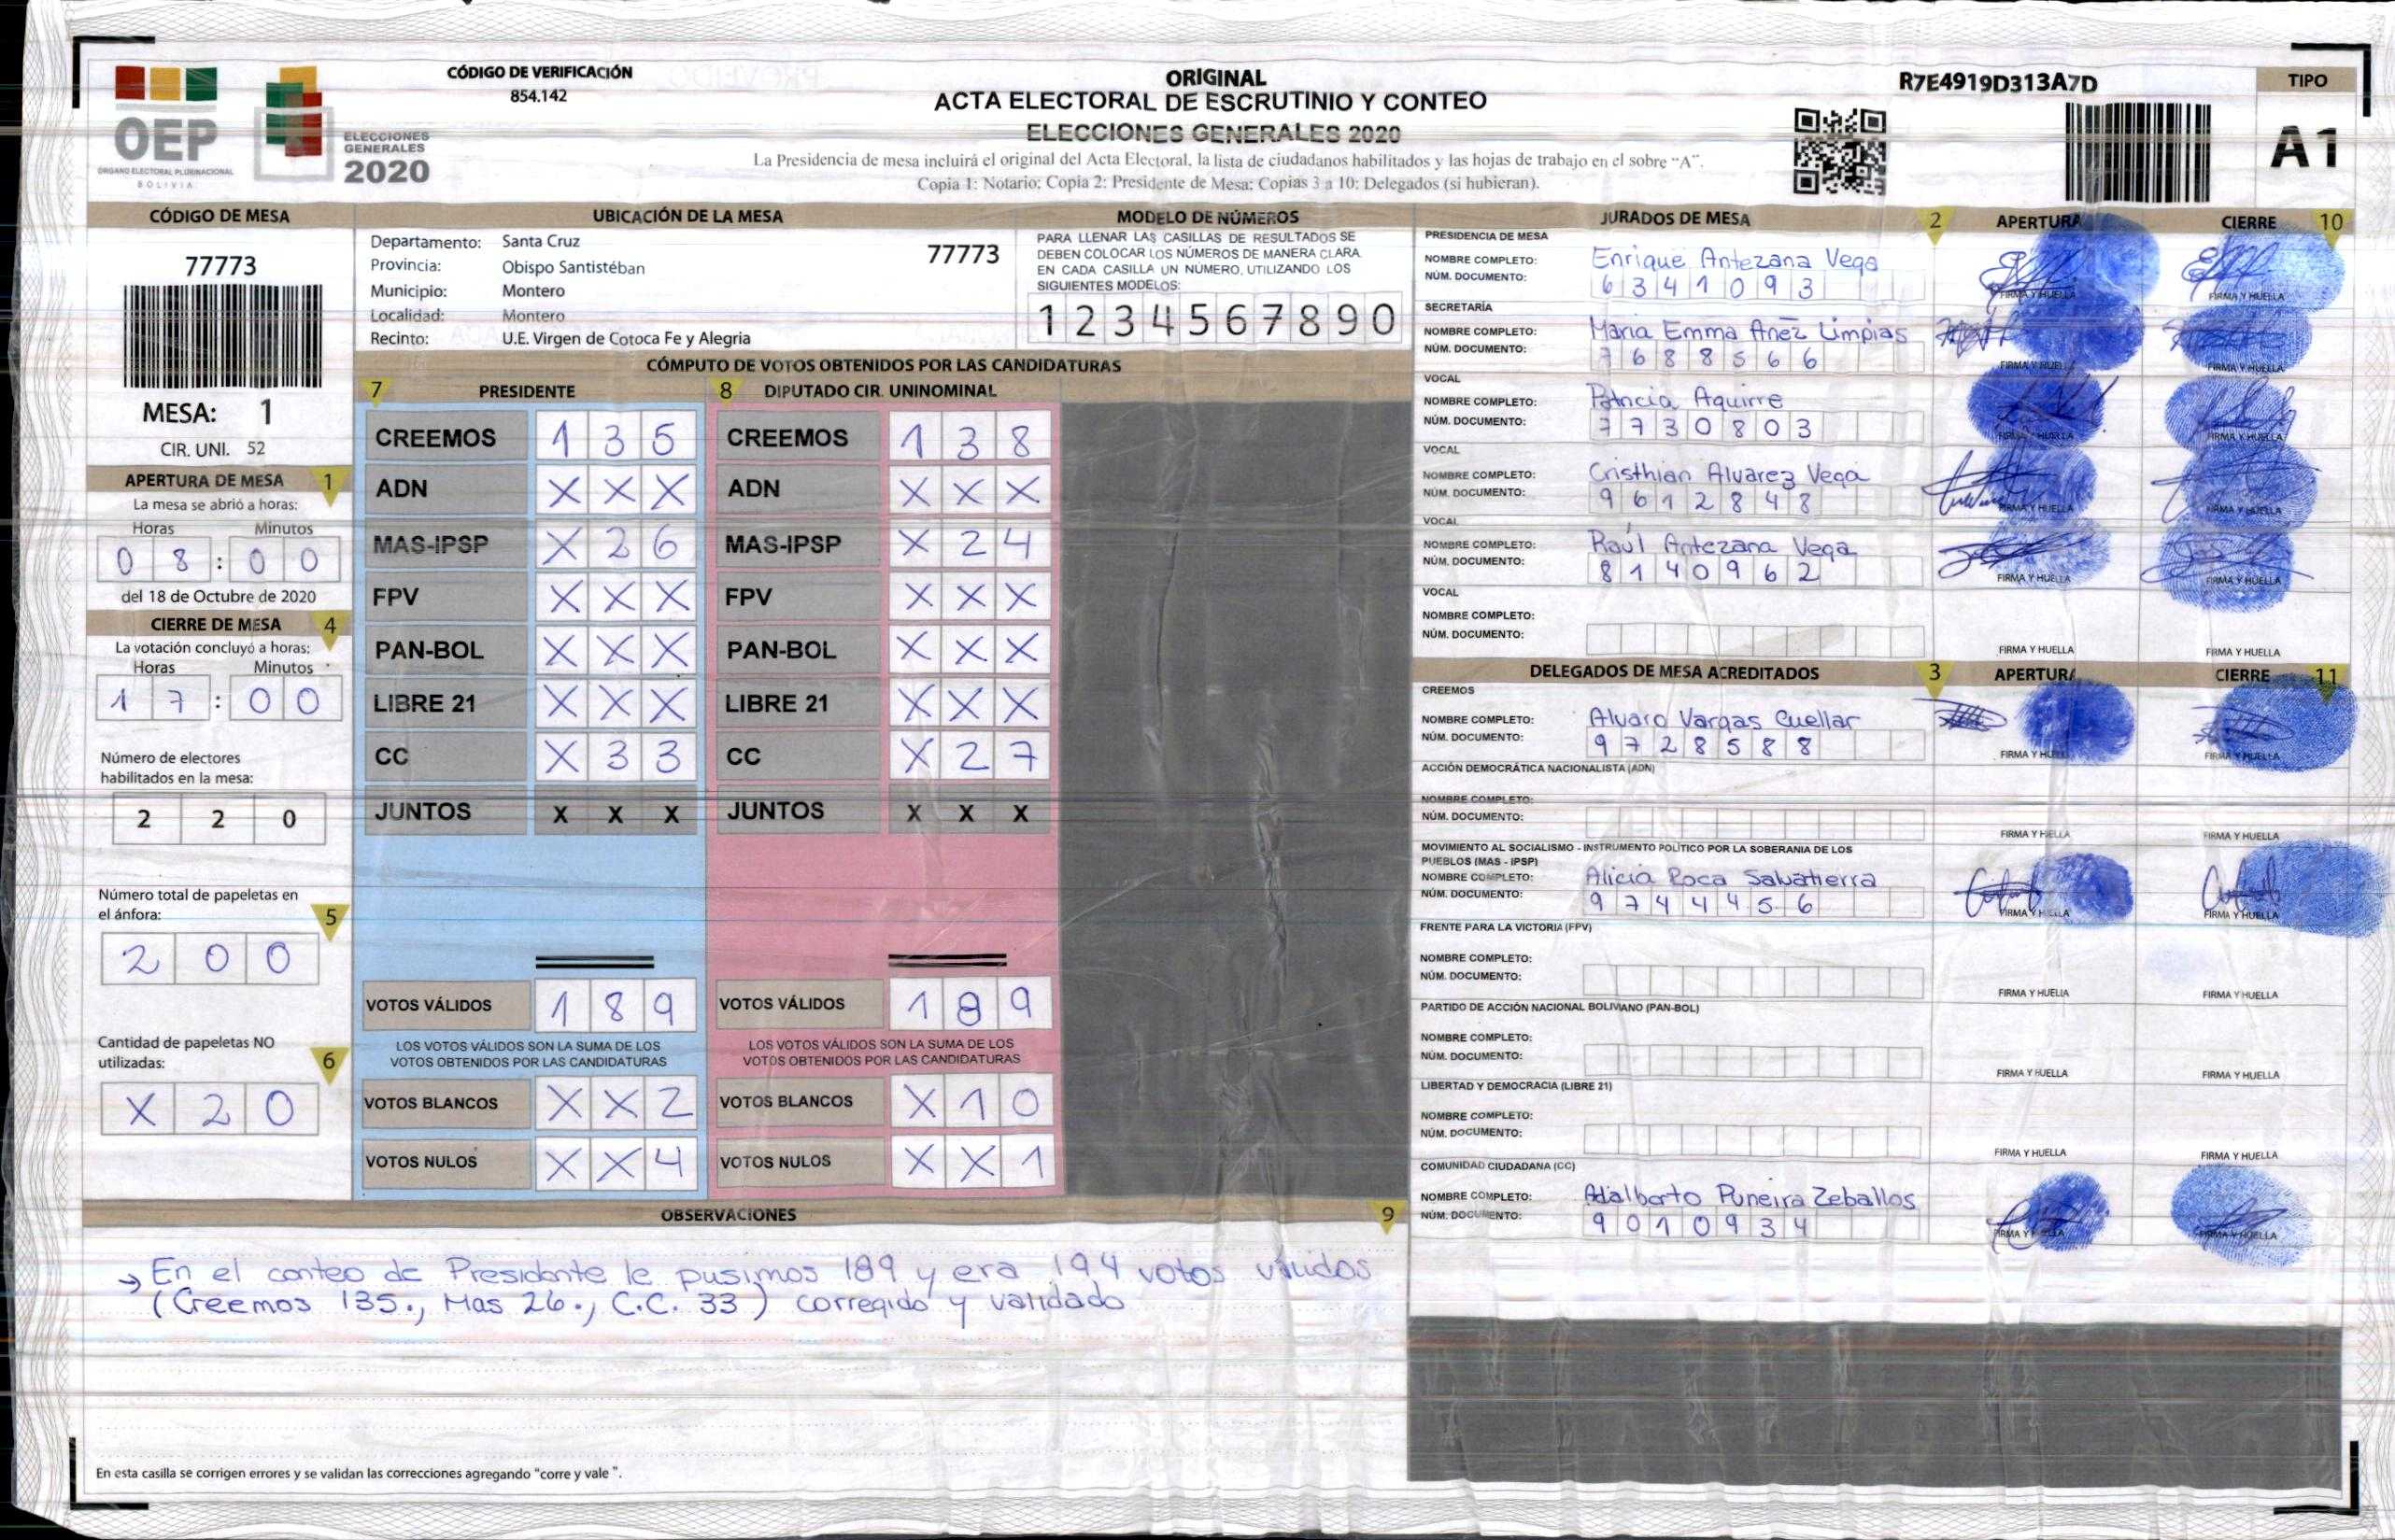 CÓDIGO DE VERIFICACIÓN
854.142
OEP
ÓRGANO ELECTORAL PLURINACIONAL
BOLIVIA
ELECCIONES
GENERALES
2020
ORIGINAL
ACTA ELECTORAL DE ESCRUTINIO Y CONTEO
ELECCIONES GENERALES 2020
La Presidencia de mesa incluirá el original del Acta Electoral, la lista de ciudadanos habilitados y las hojas de trabajo en el sobre "A".
Copia 1: Notario; Copia 2: Presidente de Mesa; Copias 3 a 10: Delegados (si hubieran).
R7E4919D313A7D
TIPO
A1
CÓDIGO DE MESA
77773
MESA: 1
CIR. UNI. 52
APERTURA DE MESA 1
La mesa se abrió a horas:
Horas Minutos
0 8 : 0 0
del 18 de Octubre de 2020
CIERRE DE MESA 4
La votación concluyó a horas:
Horas Minutos
1 7 : 0 0
Número de electores
habilitados en la mesa:
2 2 0
Número total de papeletas en
el ánfora: 5
2 0 0
Cantidad de papeletas NO
utilizadas: 6
X 2 0
UBICACIÓN DE LA MESA
Departamento: Santa Cruz 77773
Provincia: Obispo Santistéban
Municipio: Montero
Localidad: Montero
Recinto: U.E. Virgen de Cotoca Fe y Alegria
MODELO DE NÚMEROS
PARA LLENAR LAS CASILLAS DE RESULTADOS SE
DEBEN COLOCAR LOS NÚMEROS DE MANERA CLARA.
EN CADA CASILLA UN NÚMERO, UTILIZANDO LOS
SIGUIENTES MODELOS:
1 2 3 4 5 6 7 8 9 0
CÓMPUTO DE VOTOS OBTENIDOS POR LAS CANDIDATURAS
7 PRESIDENTE 8 DIPUTADO CIR. UNINOMINAL
CREEMOS 1 3 5 CREEMOS 1 3 8
ADN X X X ADN X X X
MAS-IPSP X 2 6 MAS-IPSP X 2 4
FPV X X X FPV X X X
PAN-BOL X X X PAN-BOL X X X
LIBRE 21 X X X LIBRE 21 X X X
CC X 3 3 CC X 2 7
JUNTOS X X X JUNTOS X X X
VOTOS VÁLIDOS 1 8 9 VOTOS VÁLIDOS 1 8 9
LOS VOTOS VÁLIDOS SON LA SUMA DE LOS LOS VOTOS VÁLIDOS SON LA SUMA DE LOS
VOTOS OBTENIDOS POR LAS CANDIDATURAS VOTOS OBTENIDOS POR LAS CANDIDATURAS
VOTOS BLANCOS X X 2 VOTOS BLANCOS X 1 0
VOTOS NULOS X X 4 VOTOS NULOS X X 1
JURADOS DE MESA 2 APERTURA CIERRE 10
PRESIDENCIA DE MESA
NOMBRE COMPLETO: Enrique Antezana Vega
NÚM. DOCUMENTO: 6 3 4 1 0 9 3 FIRMA Y HUELLA FIRMA Y HUELLA
SECRETARÍA
NOMBRE COMPLETO: Maria Emma Añez Limpias
NÚM. DOCUMENTO: 7 6 8 8 5 6 6 FIRMA Y HUELLA FIRMA Y HUELLA
VOCAL
NOMBRE COMPLETO: Patricia Aquirre
NÚM. DOCUMENTO: 7 7 3 0 8 0 3 FIRMA Y HUELLA FIRMA Y HUELLA
VOCAL
NOMBRE COMPLETO: Cristhian Alvarez Vega
NÚM. DOCUMENTO: 9 6 1 2 8 4 8 FIRMA Y HUELLA FIRMA Y HUELLA
VOCAL
NOMBRE COMPLETO: Raúl Antezana Vega
NÚM. DOCUMENTO: 8 1 4 0 9 6 2 FIRMA Y HUELLA FIRMA Y HUELLA
VOCAL
NOMBRE COMPLETO:
NÚM. DOCUMENTO: FIRMA Y HUELLA FIRMA Y HUELLA
DELEGADOS DE MESA ACREDITADOS 3 APERTURA CIERRE 11
CREEMOS
NOMBRE COMPLETO: Alvaro Vargas Cuellar
NÚM. DOCUMENTO: 9 7 2 8 5 8 8 FIRMA Y HUELLA FIRMA Y HUELLA
ACCIÓN DEMOCRÁTICA NACIONALISTA (ADN)
NOMBRE COMPLETO:
NÚM. DOCUMENTO: FIRMA Y HUELLA FIRMA Y HUELLA
MOVIMIENTO AL SOCIALISMO - INSTRUMENTO POLÍTICO POR LA SOBERANIA DE LOS
PUEBLOS (MAS - IPSP)
NOMBRE COMPLETO: Alicia Roca Salvatierra
NÚM. DOCUMENTO: 9 7 4 4 4 5 6 FIRMA Y HUELLA FIRMA Y HUELLA
FRENTE PARA LA VICTORIA (FPV)
NOMBRE COMPLETO:
NÚM. DOCUMENTO: FIRMA Y HUELLA FIRMA Y HUELLA
PARTIDO DE ACCIÓN NACIONAL BOLIVIANO (PAN-BOL)
NOMBRE COMPLETO:
NÚM. DOCUMENTO: FIRMA Y HUELLA FIRMA Y HUELLA
LIBERTAD Y DEMOCRACIA (LIBRE 21)
NOMBRE COMPLETO:
NÚM. DOCUMENTO: FIRMA Y HUELLA FIRMA Y HUELLA
COMUNIDAD CIUDADANA (CC)
NOMBRE COMPLETO: Adalberto Puneira Zeballos
NÚM. DOCUMENTO: 9 0 1 0 9 3 4 FIRMA Y HUELLA FIRMA Y HUELLA
OBSERVACIONES 9
→ En el conteo de Presidente le pusimos 189 y era 194 votos válidos
(Creemos 135., Mas 26., C.C. 33) corregido y validado
En esta casilla se corrigen errores y se validan las correcciones agregando "corre y vale".